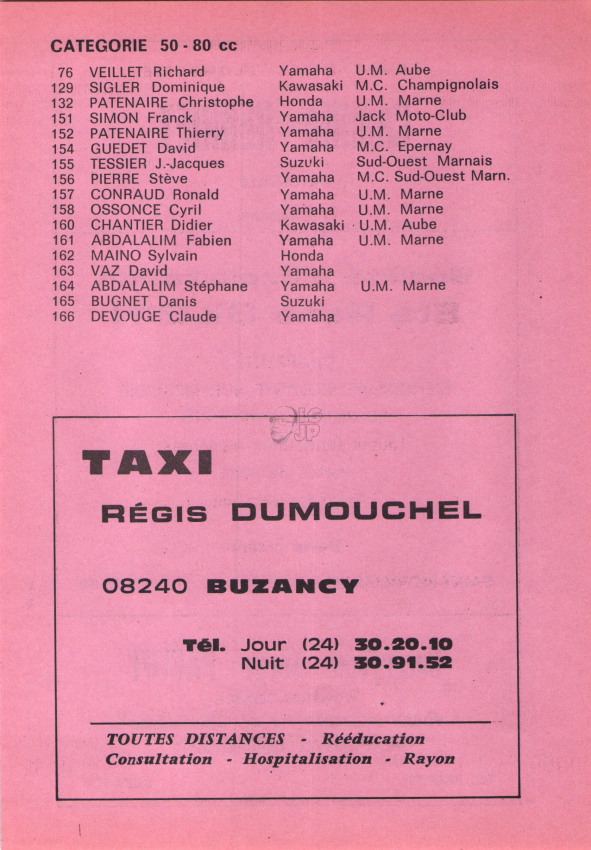 CATEGORIE 50 - 80 cc
76 VEILLET Richard Yamaha U.M. Aube
129 SIGLER Dominique Kawasaki M.C. Champignolais
132 PATENAIRE Christophe Honda U.M. Marne
151 SIMON Franck Yamaha Jack Moto-Club
152 PATENAIRE Thierry Yamaha U.M. Marne
154 GUEDET David Yamaha M.C. Epernay
155 TESSIER J.-Jacques Suzuki Sud-Ouest Marnais
156 PIERRE Stève Yamaha M.C. Sud-Ouest Marn.
157 CONRAUD Ronald Yamaha U.M. Marne
158 OSSONCE Cyril Yamaha U.M. Marne
160 CHANTIER Didier Kawasaki U.M. Aube
161 ABDALALIM Fabien Yamaha U.M. Marne
162 MAINO Sylvain Honda
163 VAZ David Yamaha
164 ABDALALIM Stéphane Yamaha U.M. Marne
165 BUGNET Danis Suzuki
166 DEVOUGE Claude Yamaha
LG
JP
TAXI
RÉGIS DUMOUCHEL
08240 BUZANCY
Tél. Jour (24) 30.20.10
Nuit (24) 30.91.52
TOUTES DISTANCES - Rééducation
Consultation - Hospitalisation - Rayon